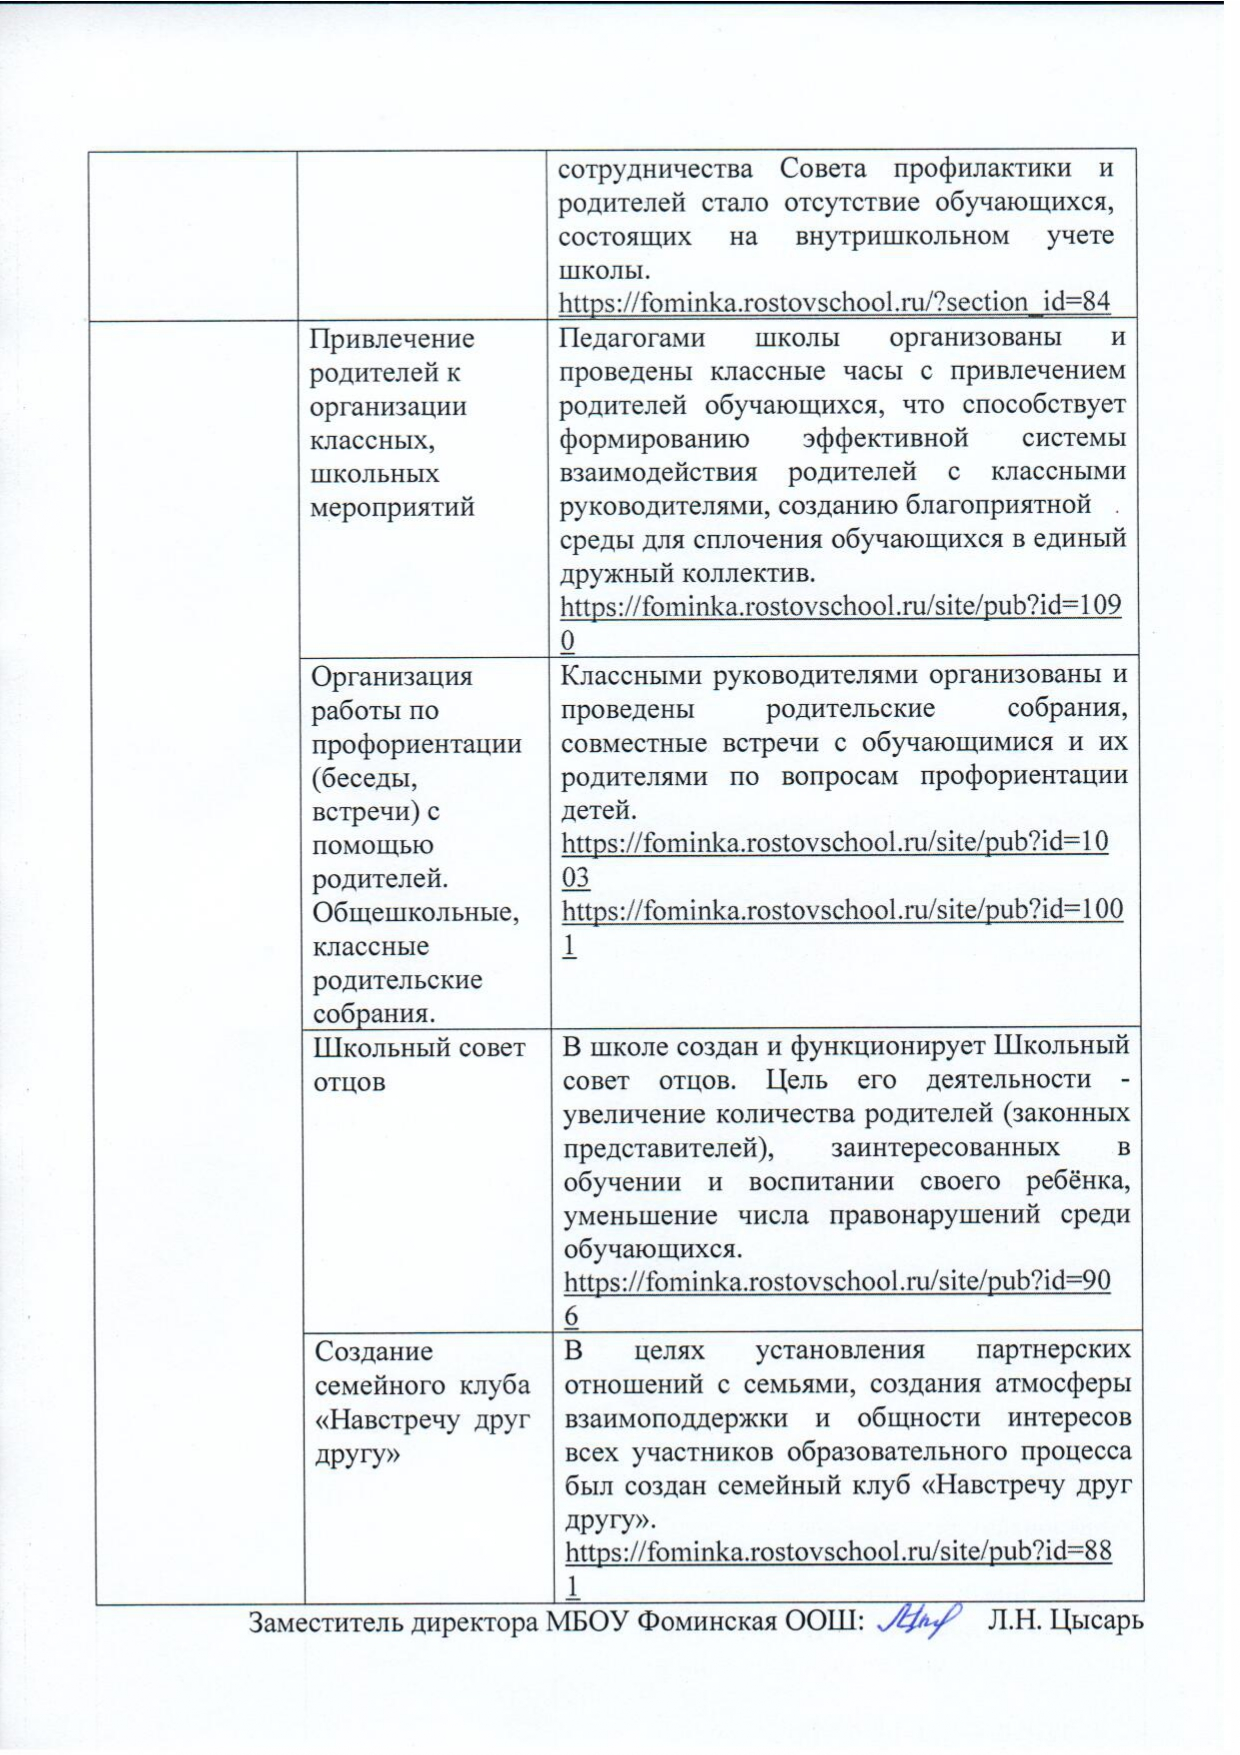 сотрудничества Совета профилактики и
родителей стало отсутствие обучающихся,
состоящих на внутришкольном учете
школы.
https://fominka.rostovschool.ru/?section_id=84
Привлечение
родителей к
организации
классных,
школьных
мероприятий
Педагогами школы организованы и
проведены классные часы с привлечением
родителей обучающихся, что способствует
формированию эффективной системы
взаимодействия родителей с классными
руководителями, созданию благоприятной
среды для сплочения обучающихся в единый
дружный коллектив.
https://fominka.rostovschool.ru/site/pub?id=109
0
Организация
работы по
профориентации
(беседы,
встречи) с
помощью
родителей.
Общешкольные,
классные
родительские
собрания.
Классными руководителями организованы и
проведены родительские собрания,
совместные встречи с обучающимися и их
родителями по вопросам профориентации
детей.
https://fominka.rostovschool.ru/site/pub?id=10
03
https://fominka.rostovschool.ru/site/pub?id=100
1
Школьный совет
отцов
В школе создан и функционирует Школьный
совет отцов. Цель его деятельности -
увеличение количества родителей (законных
представителей), заинтересованных в
обучении и воспитании своего ребёнка,
уменьшение числа правонарушений среди
обучающихся.
https://fominka.rostovschool.ru/site/pub?id=90
6
Создание
семейного клуба
«Навстречу друг
другу»
В целях установления партнерских
отношений с семьями, создания атмосферы
взаимоподдержки и общности интересов
всех участников образовательного процесса
был создан семейный клуб «Навстречу друг
другу».
https://fominka.rostovschool.ru/site/pub?id=88
1
Заместитель директора МБОУ Фоминская ООШ: Л.Н. Цысарь